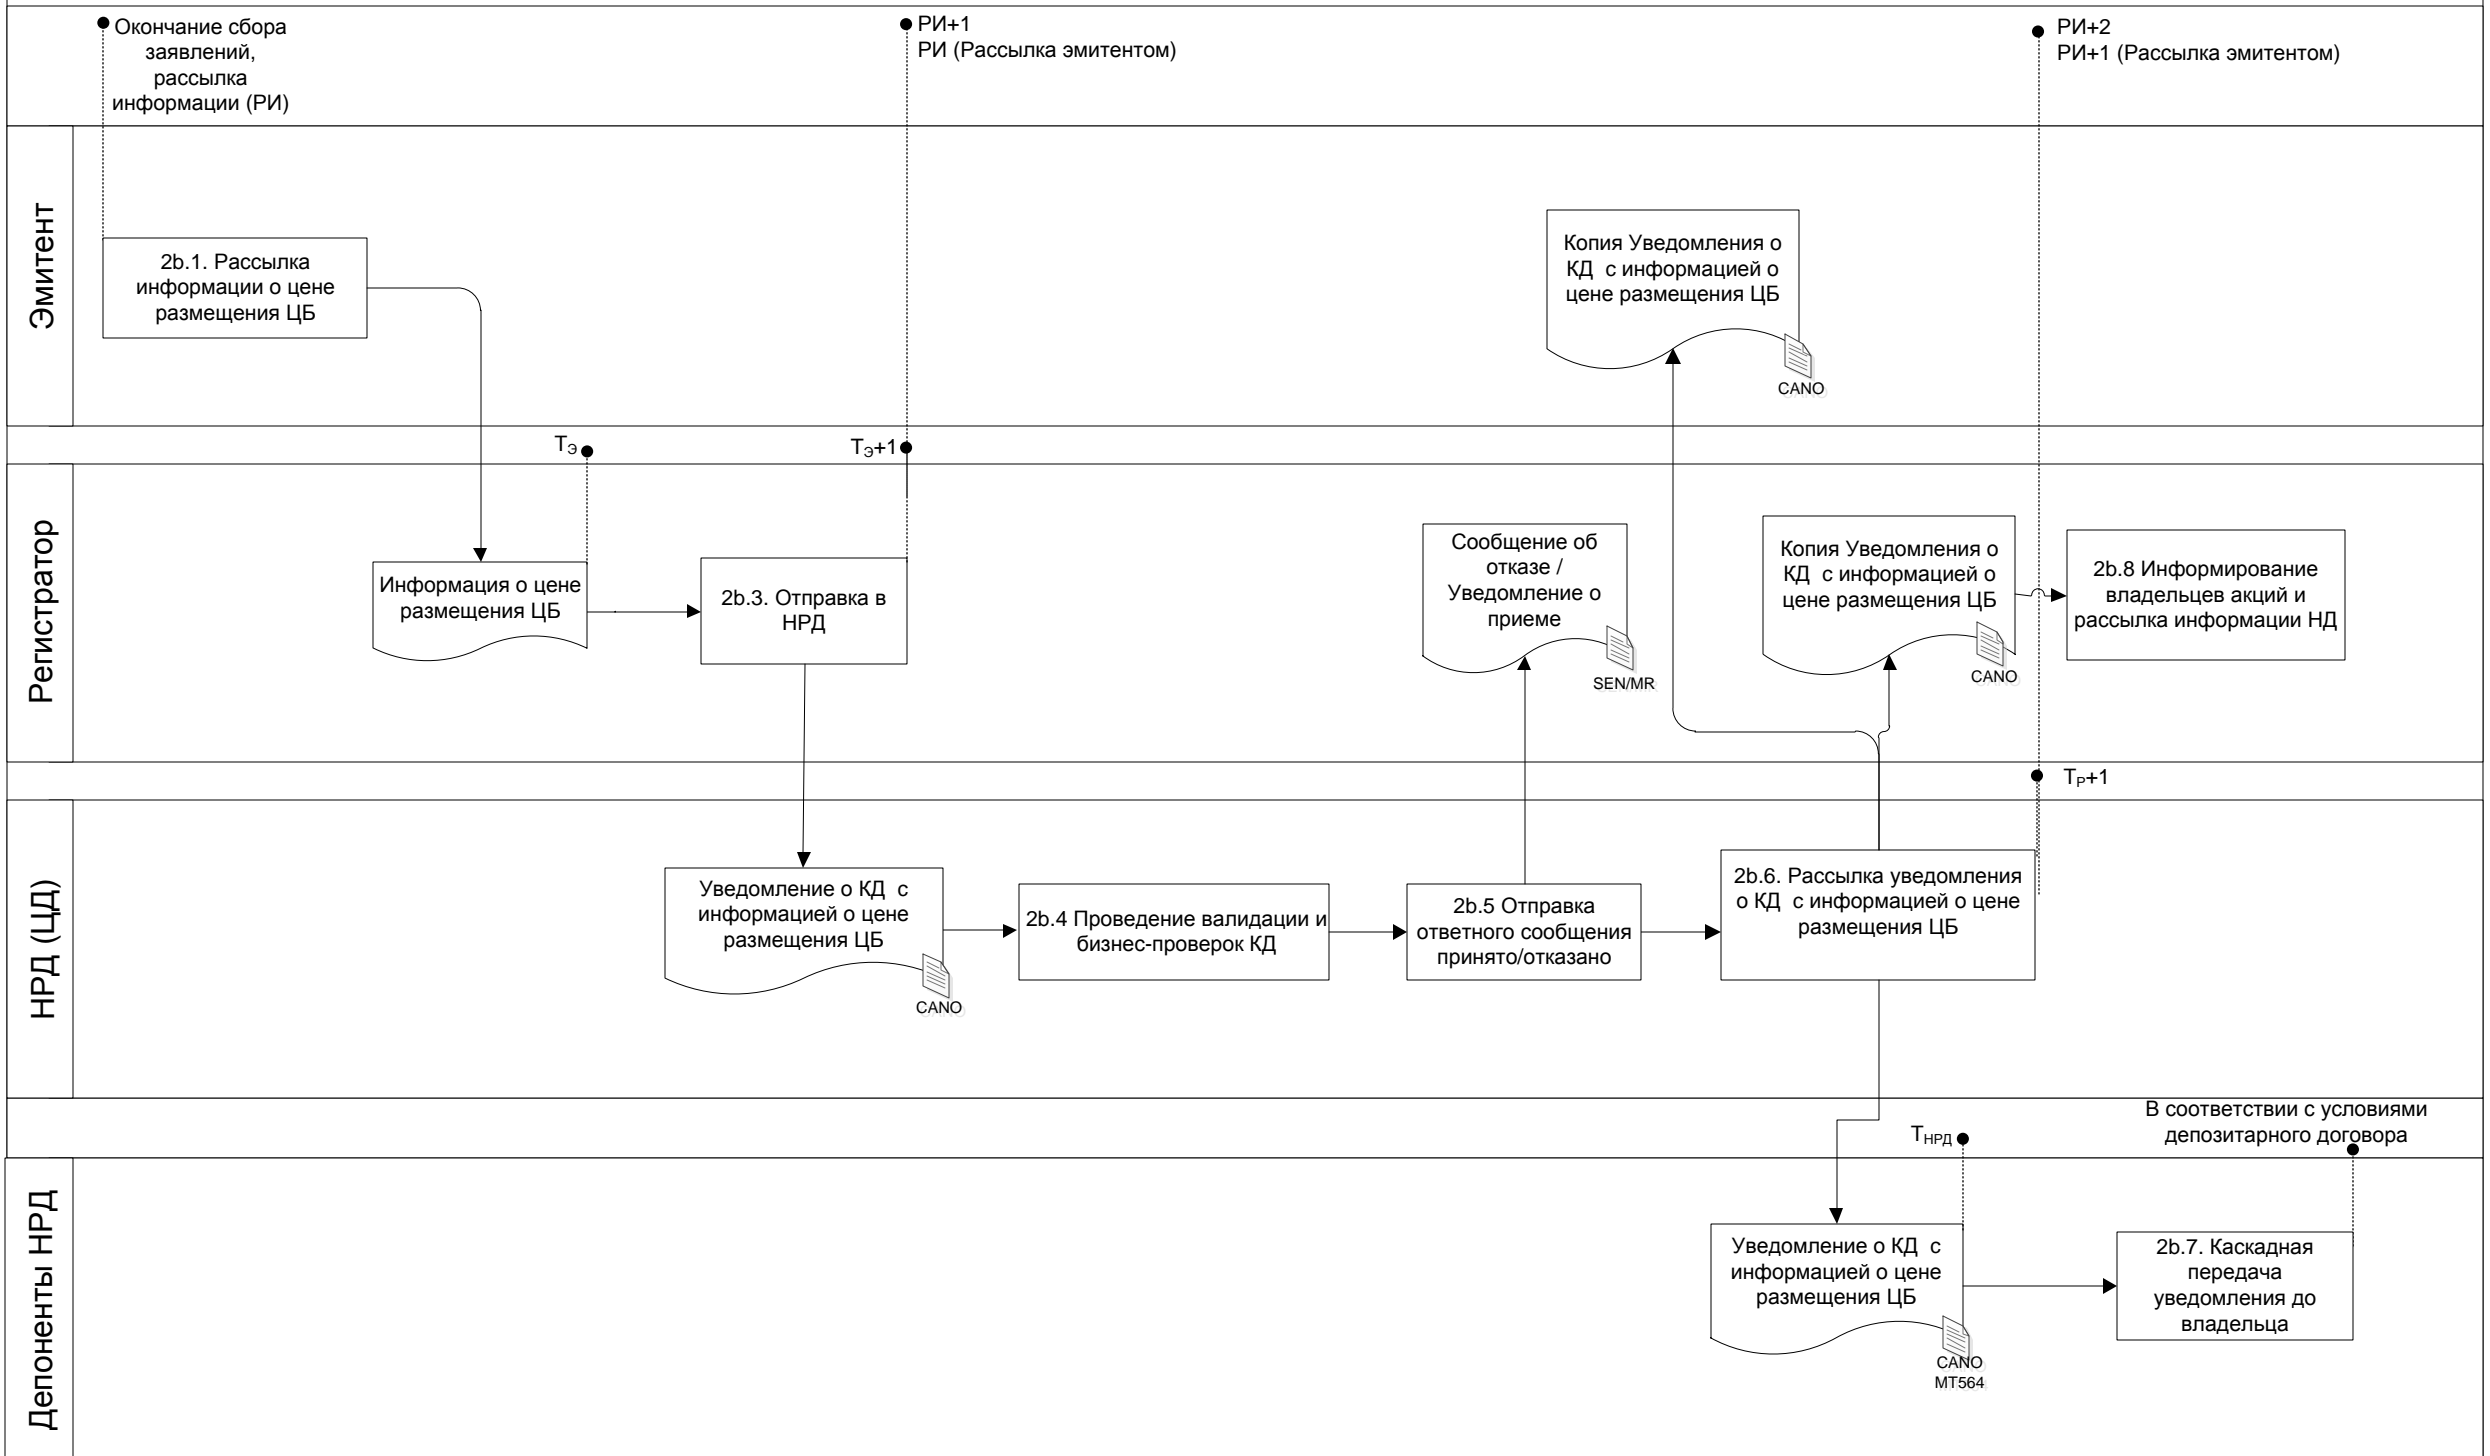 Окончание сбора
заявлений,
рассылка
информации (РИ)
РИ+1
РИ (Рассылка эмитентом)
РИ+2
РИ+1 (Рассылка эмитентом)
Эмитент
2b.1. Рассылка
информации о цене
размещения ЦБ
Копия Уведомления о
КД с информацией о
цене размещения ЦБ
CANO
TЭ
TЭ+1
Регистратор
Информация о цене
размещения ЦБ
2b.3. Отправка в
НРД
Сообщение об
отказе /
Уведомление о
приеме
SEN/MR
Копия Уведомления о
КД с информацией о
цене размещения ЦБ
CANO
2b.8 Информирование
владельцев акций и
рассылка информации НД
TР+1
НРД (ЦД)
Уведомление о КД с
информацией о цене
размещения ЦБ
CANO
2b.4 Проведение валидации и
бизнес-проверок КД
2b.5 Отправка
ответного сообщения
принято/отказано
2b.6. Рассылка уведомления
о КД с информацией о цене
размещения ЦБ
TНРД
В соответствии с условиями
депозитарного договора
Депоненты НРД
Уведомление о КД с
информацией о цене
размещения ЦБ
CANO
MT564
2b.7. Каскадная
передача
уведомления до
владельца